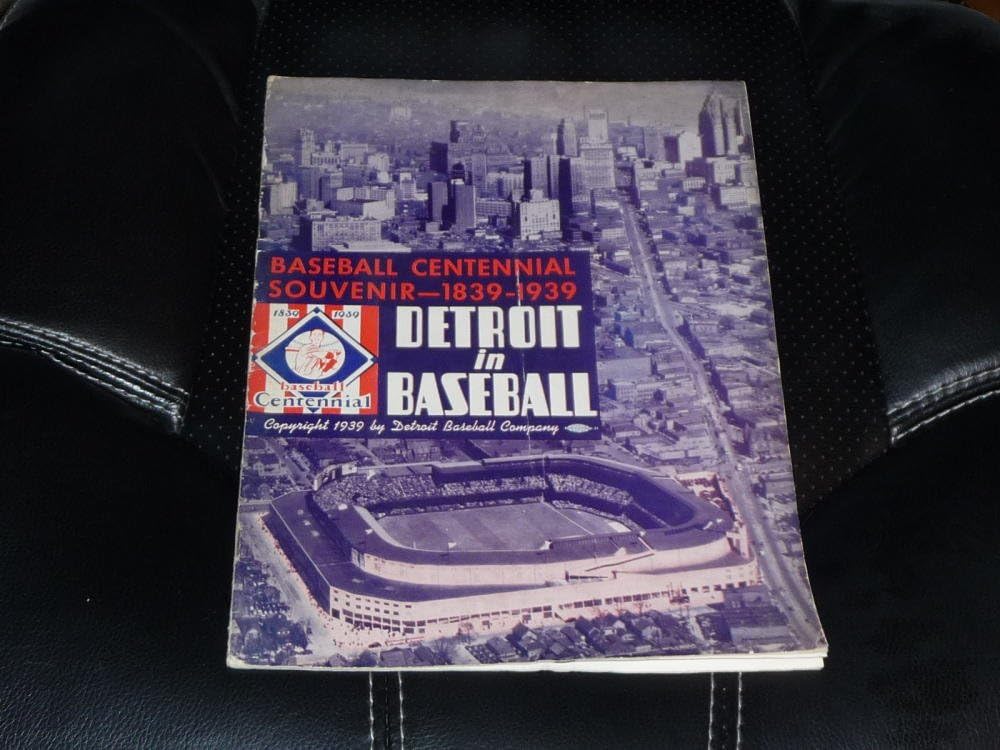 BASEBALL CENTENNIAL
SOUVENIR—1839-1939
1839 1939
baseball
Centennial
DETROIT
in
BASEBALL
Copyright 1939 by Detroit Baseball Company